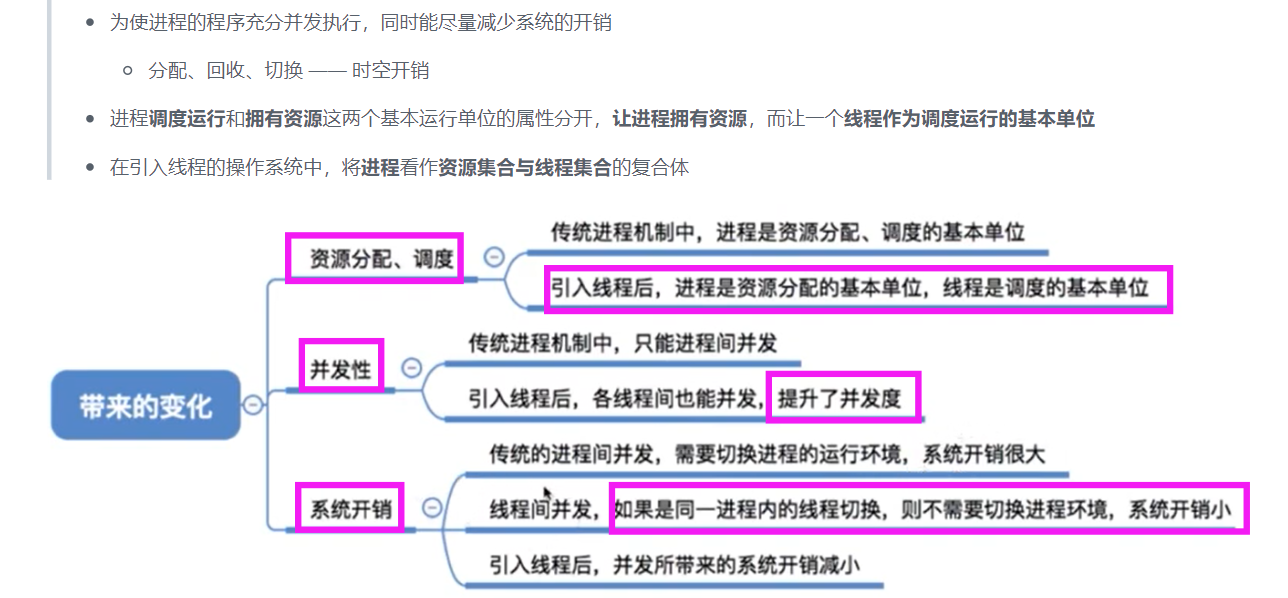 为使进程的程序充分并发执行，同时能尽量减少系统的开销
分配、回收、切换 —— 时空开销
进程调度运行和拥有资源这两个基本运行单位的属性分开，让进程拥有资源，而让一个线程作为调度运行的基本单位
在引入线程的操作系统中，将进程看作资源集合与线程集合的复合体
带来的变化
资源分配、调度
传统进程机制中，进程是资源分配、调度的基本单位
引入线程后，进程是资源分配的基本单位，线程是调度的基本单位
并发性
传统进程机制中，只能进程间并发
引入线程后，各线程间也能并发，提升了并发度
系统开销
传统的进程间并发，需要切换进程的运行环境，系统开销很大
线程间并发，如果是同一进程内的线程切换，则不需要切换进程环境，系统开销小
引入线程后，并发所带来的系统开销减小